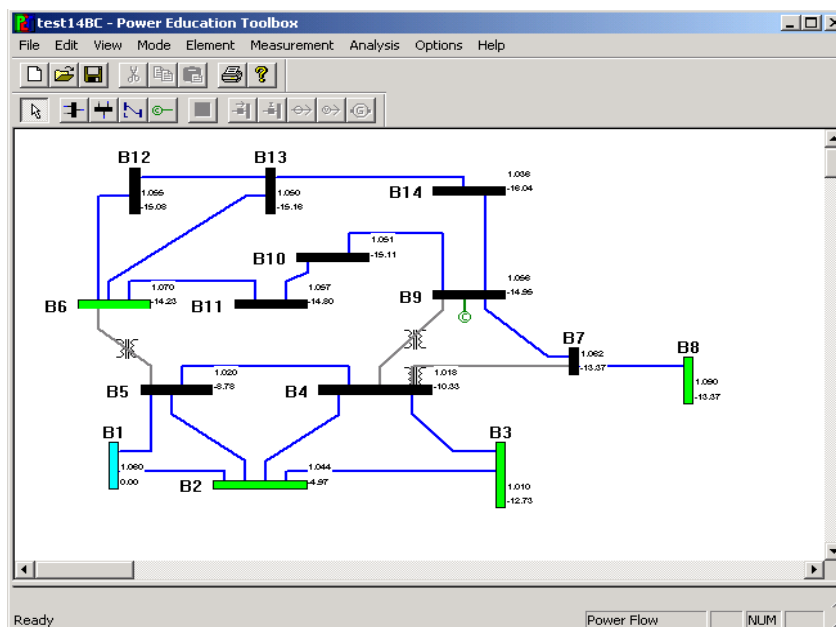 test14BC - Power Education Toolbox
File Edit View Mode Element Measurement Analysis Options Help
B12
B13
1.055
-15.08
1.050
-15.16
1.036
-16.04
B14
1.051
-15.11
B10
1.056
-14.95
B9
1.070
-14.23
B6
1.057
-14.80
B11
B7
1.062
-13.37
B8
1.090
-13.37
1.020
-8.78
B5
1.018
-10.33
B4
B1
1.060
0.00
1.044
-4.97
B2
B3
1.010
-12.73
Ready
Power Flow
NUM